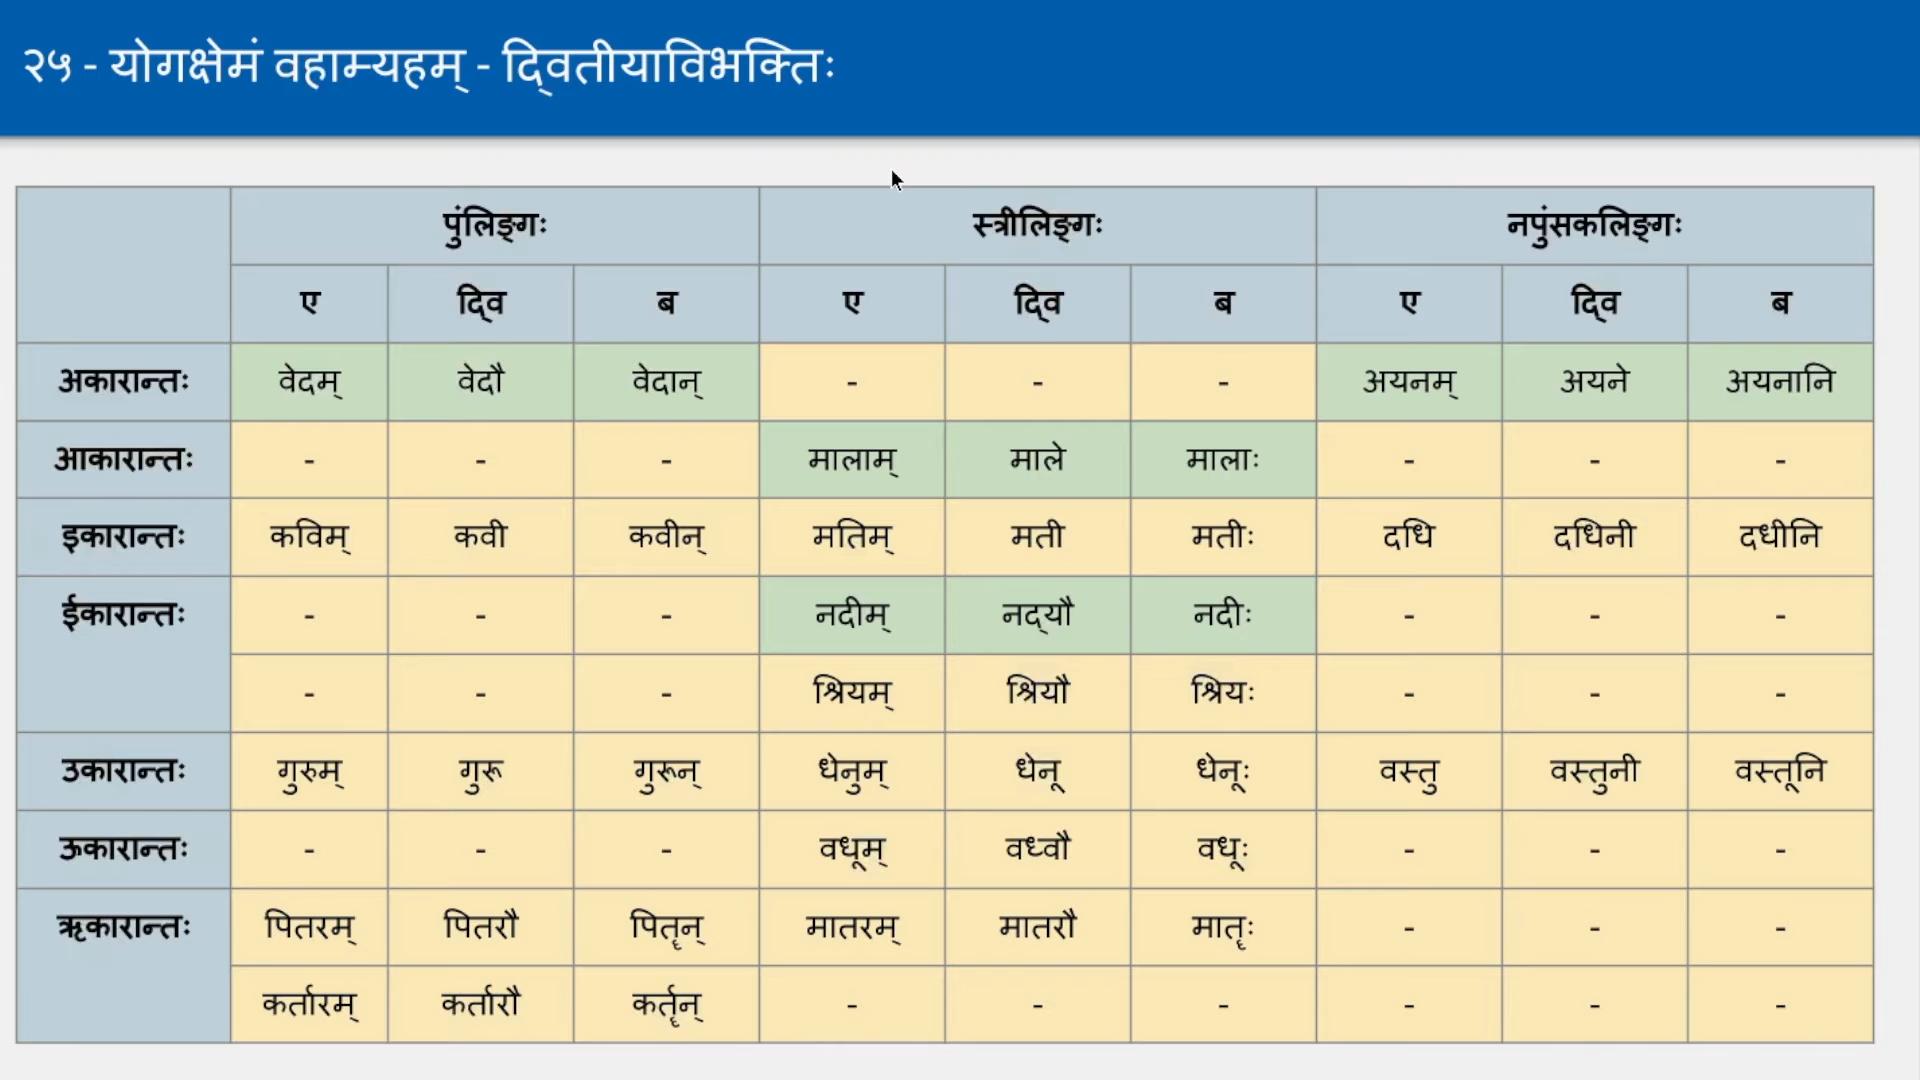 २५ - योगक्षेमं वहाम्यहम् - द्वितीयाविभक्तिः
पुंलिङ्गः स्त्रीलिङ्गः नपुंसकलिङ्गः
ए द्वि ब ए द्वि ब ए द्वि ब
अकारान्तः वेदम् वेदौ वेदान् - - - अयनम् अयने अयनानि
आकारान्तः - - - मालाम् माले मालाः - - -
इकारान्तः कविम् कवी कवीन् मतिम् मती मतीः दधि दधिनी दधीनि
ईकारान्तः - - - नदीम् नद्यौ नदीः - - -
- - - श्रियम् श्रियौ श्रियः - - -
उकारान्तः गुरुम् गुरू गुरून् धेनुम् धेनू धेनूः वस्तु वस्तुनी वस्तूनि
ऊकारान्तः - - - वधूम् वध्वौ वधूः - - -
ऋकारान्तः पितरम् पितरौ पितॄन् मातरम् मातरौ मातॄः - - -
कर्तारम् कर्तारौ कर्तॄन् - - - - - -